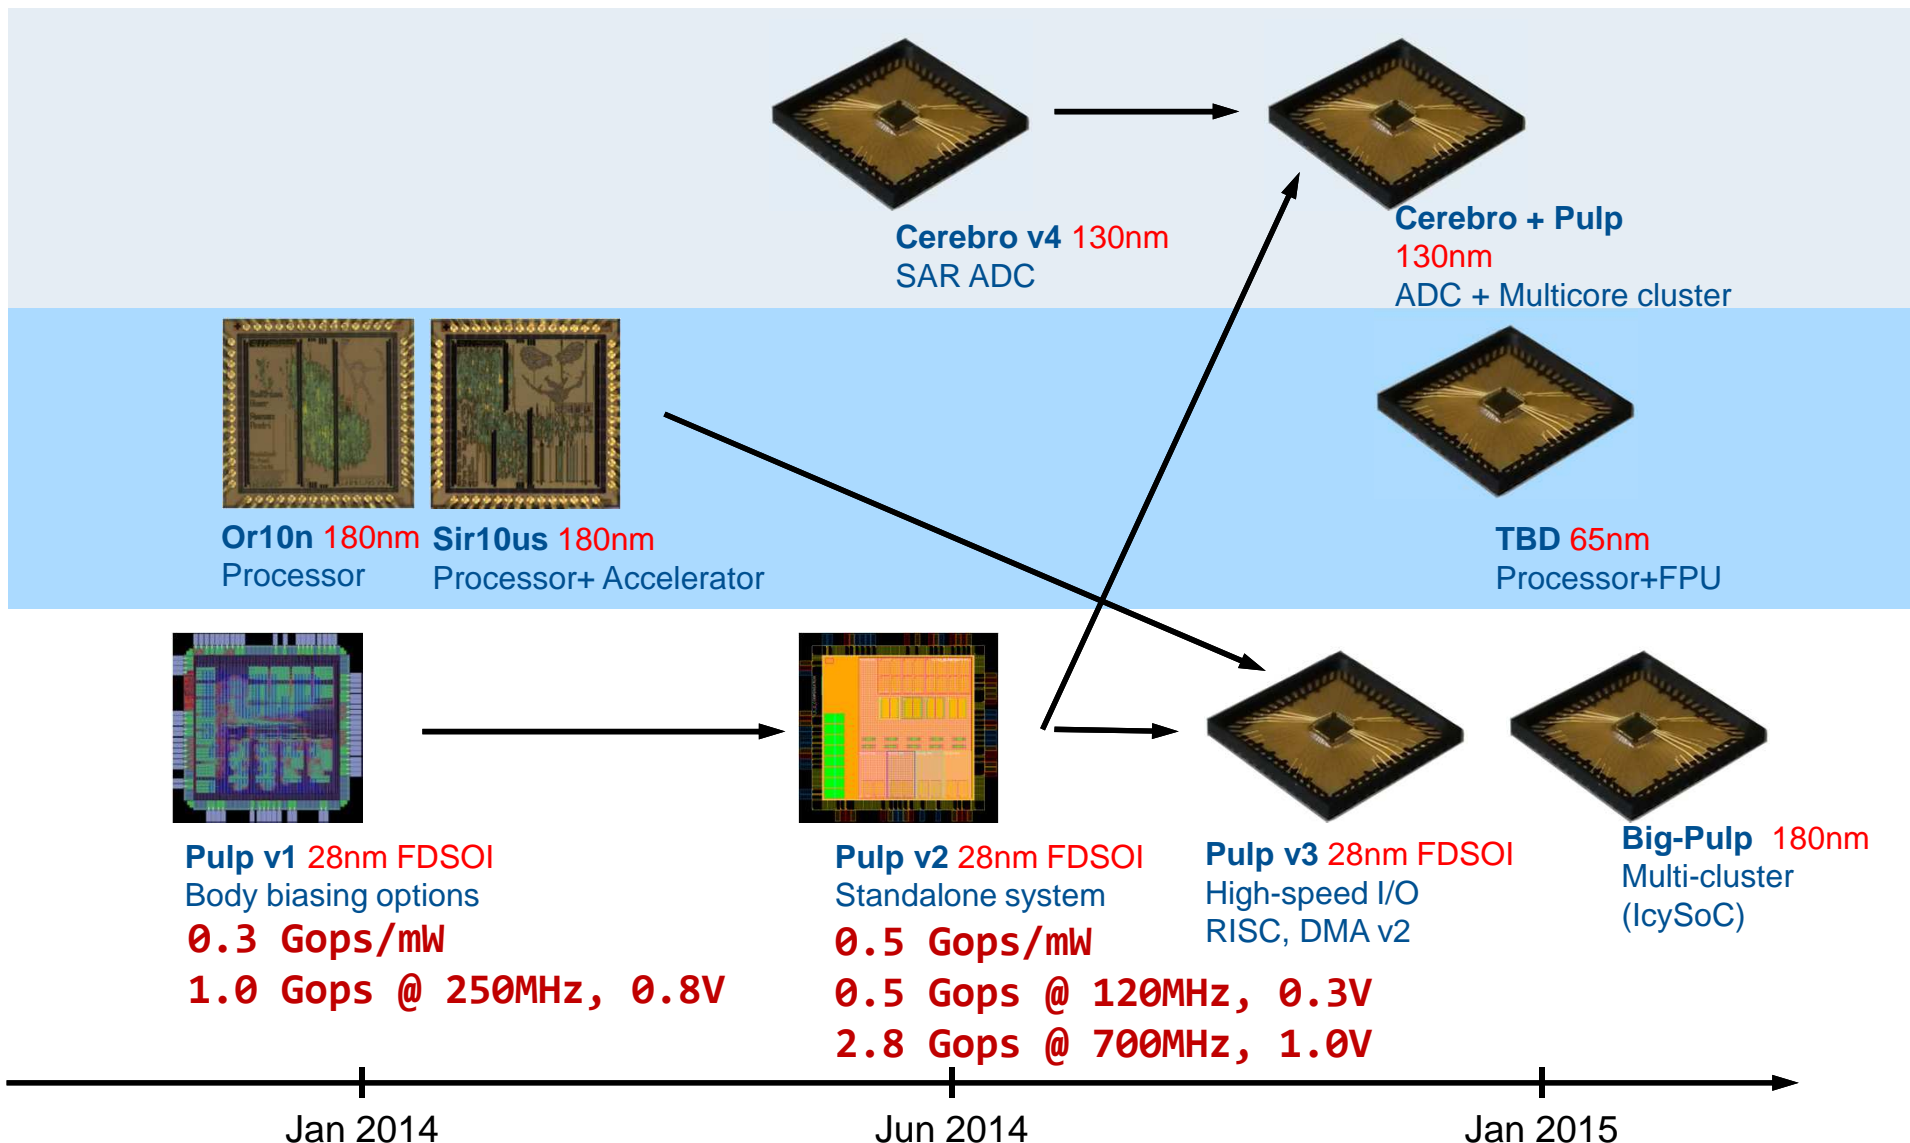 Cerebro v4 130nm
SAR ADC
Cerebro + Pulp
130nm
ADC + Multicore cluster
Or10n 180nm
Processor
Sir10us 180nm
Processor+ Accelerator
TBD 65nm
Processor+FPU
Pulp v1 28nm FDSOI
Body biasing options
0.3 Gops/mW
1.0 Gops @ 250MHz, 0.8V
Pulp v2 28nm FDSOI
Standalone system
0.5 Gops/mW
0.5 Gops @ 120MHz, 0.3V
2.8 Gops @ 700MHz, 1.0V
Pulp v3 28nm FDSOI
High-speed I/O
RISC, DMA v2
Big-Pulp 180nm
Multi-cluster
(IcySoC)
Jan 2014
Jun 2014
Jan 2015